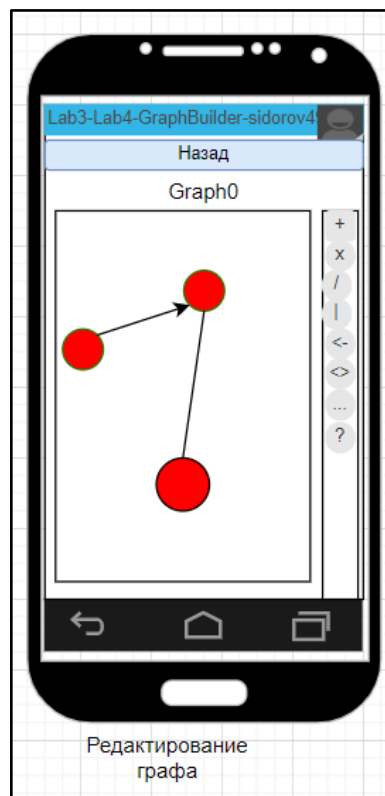 Lab3-Lab4-GraphBuilder-sidorov4
Назад
Graph0
+
x
/
|
<-
<>
...
?
Редактирование
графа